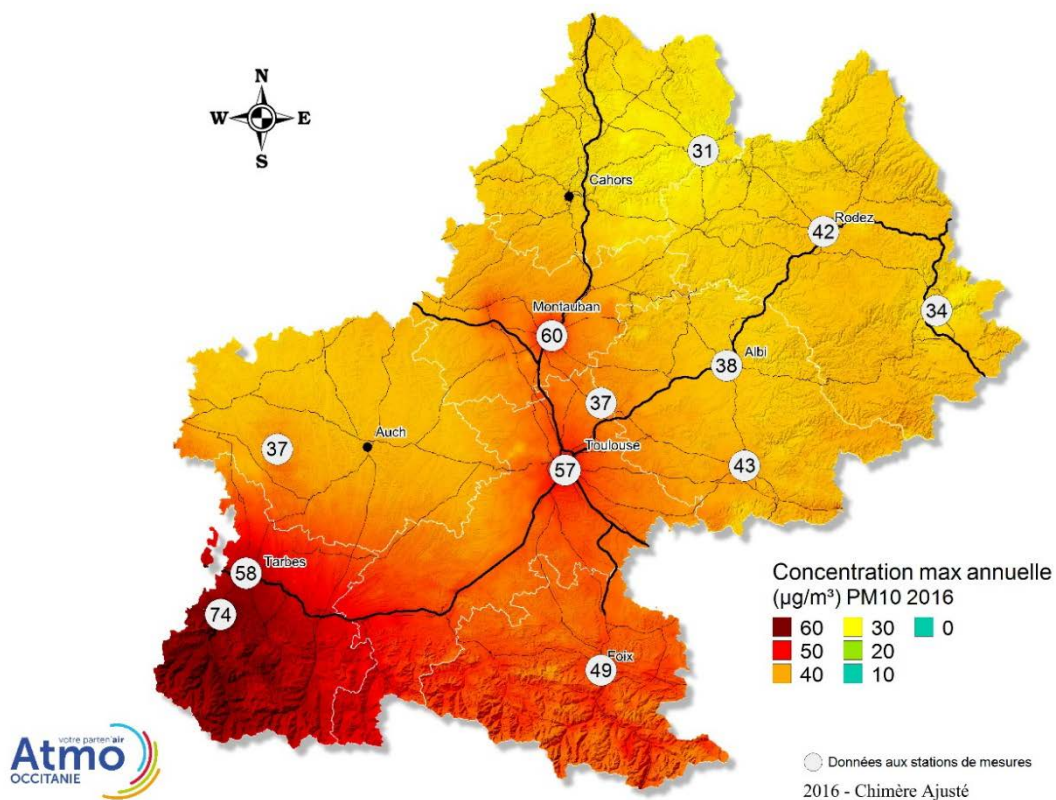 N
W E
S
31
Cahors
Rodez
42
34
Montauban
60
Albi
38
37
Auch
37
Toulouse
57
43
Tarbes
58
74
Foix
49
Concentration max annuelle
(µg/m³) PM10 2016
60 30 0
50 20
40 10
votre parten'air
Atmo
OCCITANIE
Données aux stations de mesures
2016 - Chimère Ajusté